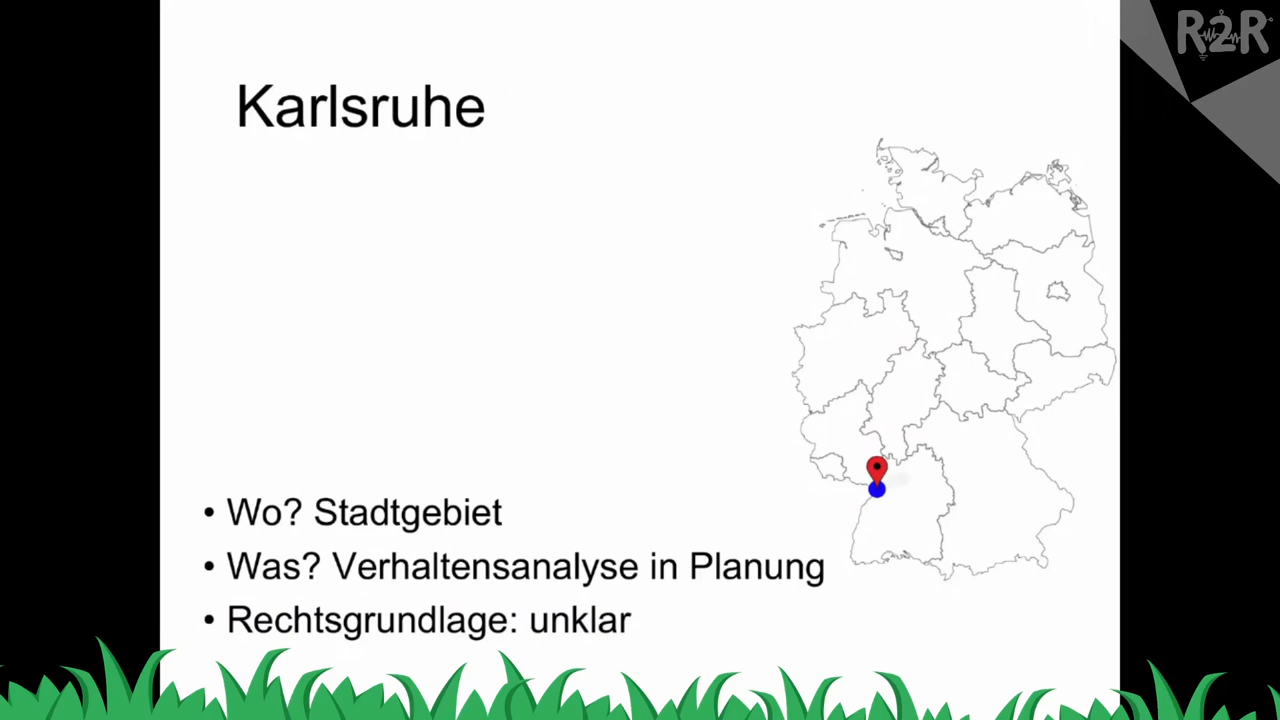 R2R
Karlsruhe
• Wo? Stadtgebiet
• Was? Verhaltensanalyse in Planung
• Rechtsgrundlage: unklar